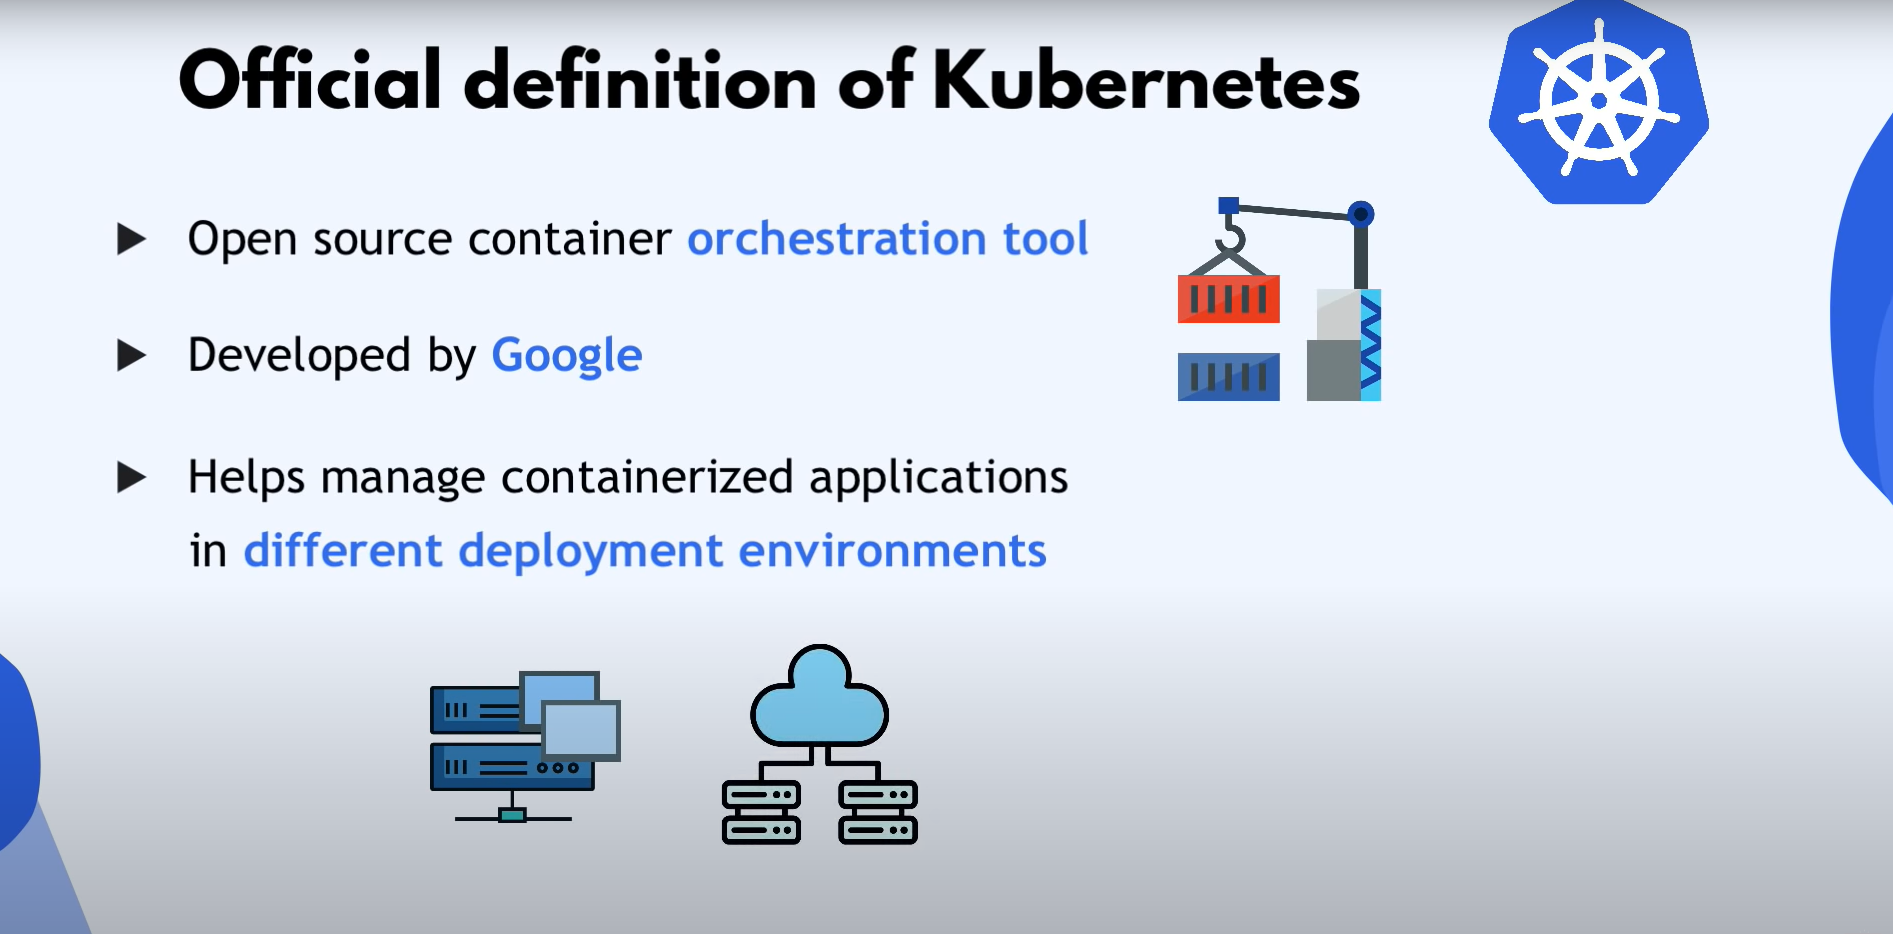 Official definition of Kubernetes
Open source container orchestration tool
Developed by Google
Helps manage containerized applications
in different deployment environments